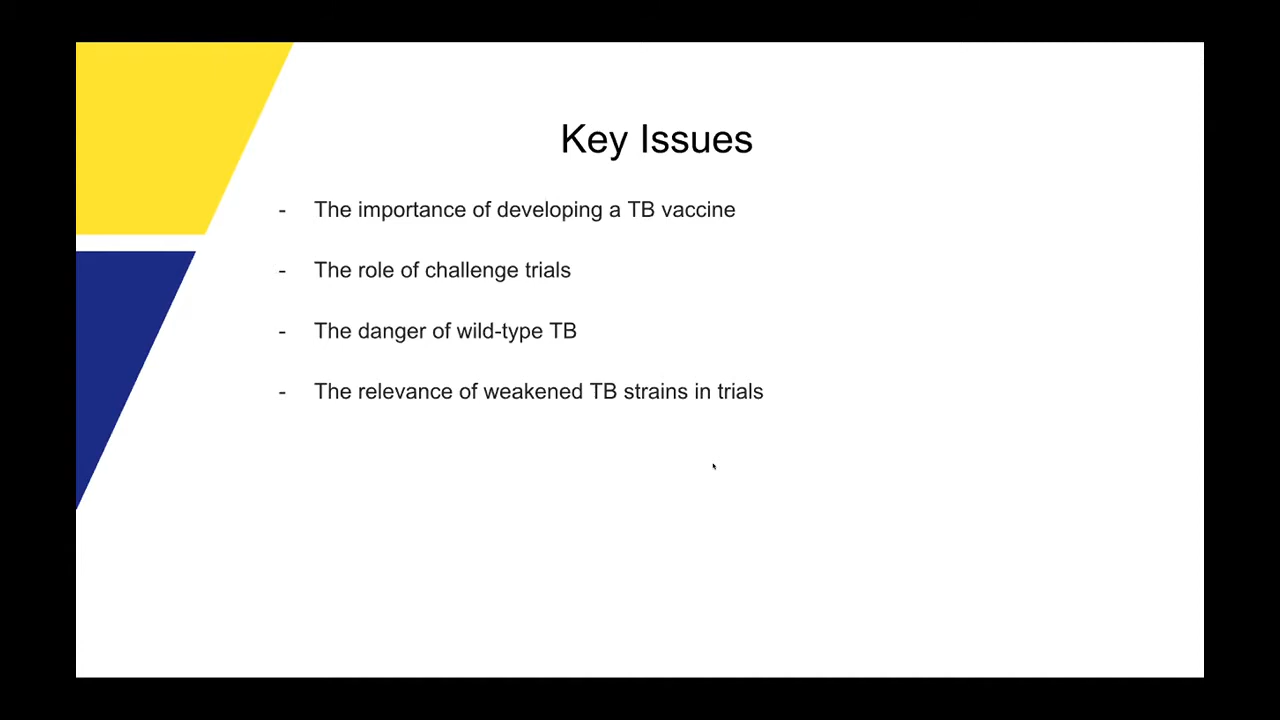 Key Issues
- The importance of developing a TB vaccine
- The role of challenge trials
- The danger of wild-type TB
- The relevance of weakened TB strains in trials